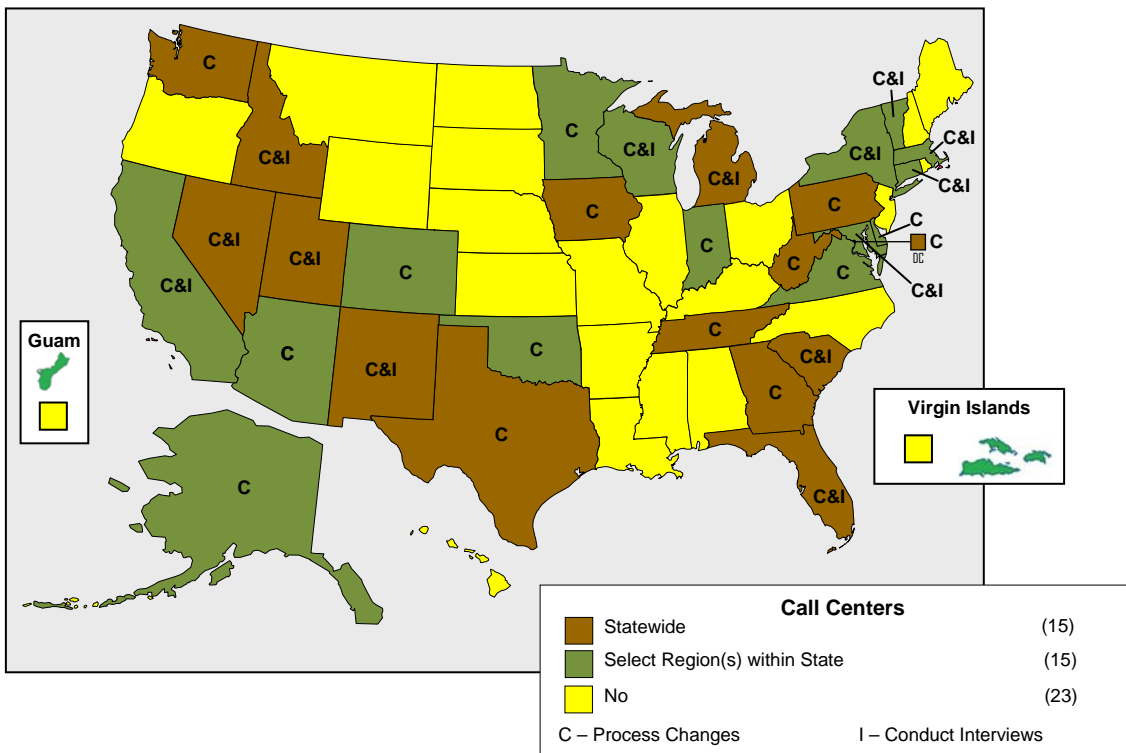 C
C&I
C
C&I
C&I
C&I
C&I
C&I
C&I
C
C&I
C
C
C&I
C&I
C
C
C
C
DC
C
C
C&I
C&I
C
C
C
C&I
C
C&I
C
C
C&I
Guam
Virgin Islands
Call Centers
Statewide (15)
Select Region(s) within State (15)
No (23)
C – Process Changes I – Conduct Interviews